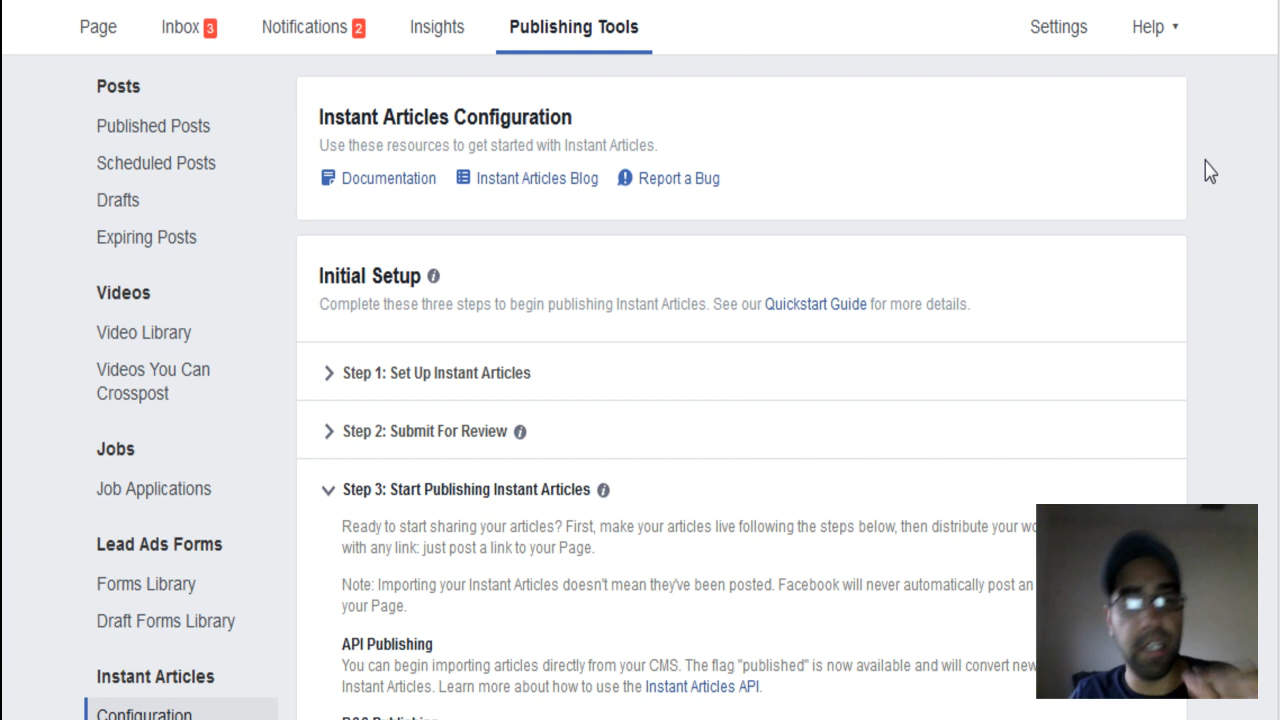 Page Inbox 3 Notifications 2 Insights Publishing Tools Settings Help
Posts
Published Posts
Scheduled Posts
Drafts
Expiring Posts
Videos
Video Library
Videos You Can
Crosspost
Jobs
Job Applications
Lead Ads Forms
Forms Library
Draft Forms Library
Instant Articles
Configuration
Instant Articles Configuration
Use these resources to get started with Instant Articles.
Documentation Instant Articles Blog Report a Bug
Initial Setup
Complete these three steps to begin publishing Instant Articles. See our Quickstart Guide for more details.
Step 1: Set Up Instant Articles
Step 2: Submit For Review
Step 3: Start Publishing Instant Articles
Ready to start sharing your articles? First, make your articles live following the steps below, then distribute your
with any link: just post a link to your Page.
Note: Importing your Instant Articles doesn't mean they've been posted. Facebook will never automatically post an
your Page.
API Publishing
You can begin importing articles directly from your CMS. The flag "published" is now available and will convert new
Instant Articles. Learn more about how to use the Instant Articles API.